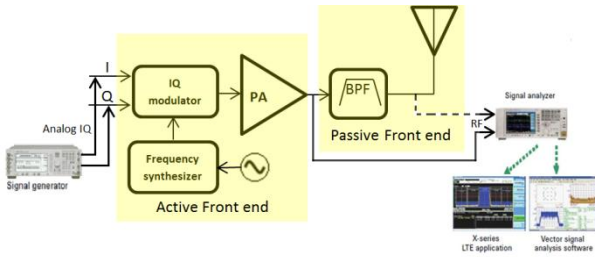 I
Q
Analog IQ
Signal generator
IQ
modulator
PA
Frequency
synthesizer
Active Front end
BPF
Passive Front end
Signal analyzer
RF
X-series
LTE application
Vector signal
analysis software